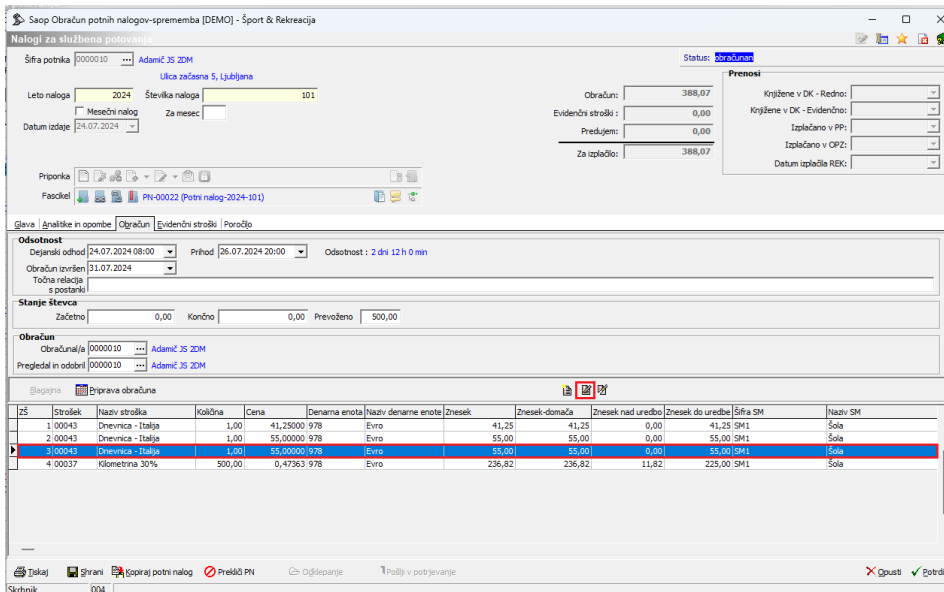 Saop Obračun potnih nalogov-sprememba [DEMO] - Šport & Rekreacija
Nalogi za službena potovanja
Šifra potnika 0000010 ... Adamič JS 2DM
Status: obračunan
Ulica začasna 5, Ljubljana
Prenosi
Leto naloga 2024 Številka naloga 101
Obračun: 388,07
Knjižene v DK - Redno:
Mesečni nalog Za mesec
Evidenčni stroški : 0,00
Knjižene v DK - Evidenčno:
Datum izdaje 24.07.2024
Predujem: 0,00
Izplačano v PP:
Izplačano v OPZ:
Za izplačilo: 388,07
Datum izplačila REK:
Priponka
Fascikel PN-00022 (Potni nalog-2024-101)
Glava Analitike in opombe Obračun Evidenčni stroški Poročilo
Odsotnost
Dejanski odhod 24.07.2024 08:00 Prihod 26.07.2024 20:00 Odsotnost : 2 dni 12 h 0 min
Obračun izvršen 31.07.2024
Točna relacija
s postanki
Stanje števca
Začetno 0,00 Končno 0,00 Prevoženo 500,00
Obračun
Obračunal/a 0000010 ... Adamič JS 2DM
Pregledal in odobril 0000010 ... Adamič JS 2DM
Blagajna Priprava obračuna
ZŠ Strošek Naziv stroška Količna Cena Denarna enota Naziv denarne enote Znesek Znesek-domača Znesek nad uredbo Znesek do uredbe Šifra SM Naziv SM
1 00043 Dnevnica - Italija 1,00 41,25000 978 Evro 41,25 41,25 0,00 41,25 SM1 Šola
2 00043 Dnevnica - Italija 1,00 55,00000 978 Evro 55,00 55,00 0,00 55,00 SM1 Šola
3 00043 Dnevnica - Italija 1,00 55,00000 978 Evro 55,00 55,00 0,00 55,00 SM1 Šola
4 00037 Kilometrina 30% 500,00 0,47363 978 Evro 236,82 236,82 11,82 225,00 SM1 Šola
Tiskaj Shrani Kopiraj potni nalog Prekliči PN Ogledepanje Pošlji v potrjevanje Opusti Potrdi
Skrbnik 004